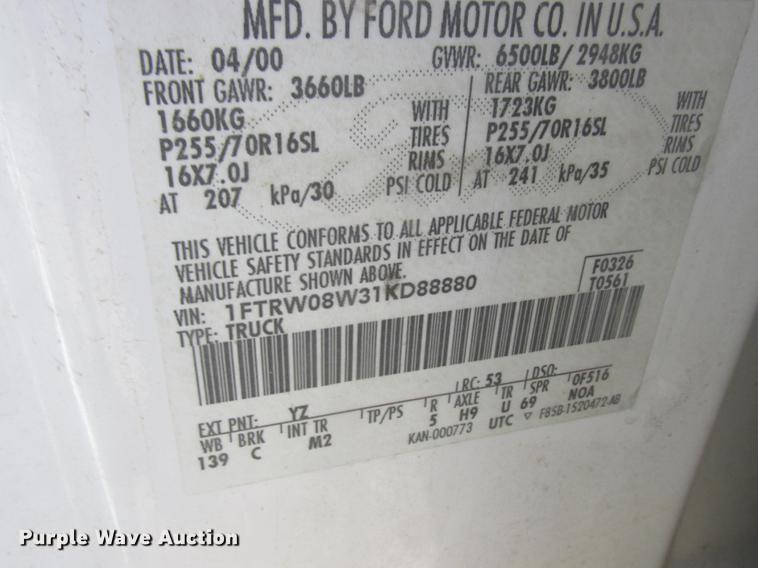 MFD. BY FORD MOTOR CO. IN U.S.A.
DATE: 04/00 GVWR: 6500LB/ 2948KG
FRONT GAWR: 3660LB REAR GAWR: 3800LB
1660KG WITH 1723KG WITH
P255/70R16SL TIRES P255/70R16SL TIRES
16X7.0J RIMS 16X7.0J RIMS
AT 207 kPa/30 PSI COLD AT 241 kPa/35 PSI COLD
THIS VEHICLE CONFORMS TO ALL APPLICABLE FEDERAL MOTOR
VEHICLE SAFETY STANDARDS IN EFFECT ON THE DATE OF
MANUFACTURE SHOWN ABOVE.
VIN: 1FTRW08W31KD88880 F0326
TYPE: TRUCK T0561
EXT PNT: YZ RC: 53 DSO: 0F516
WB BRK INT TR TP/PS R AXLE TR SPR NOA
139 C M2 5 H9 U 69
KAN-000773 UTC ▽ F85B-1520472-AB
Purple Wave Auction